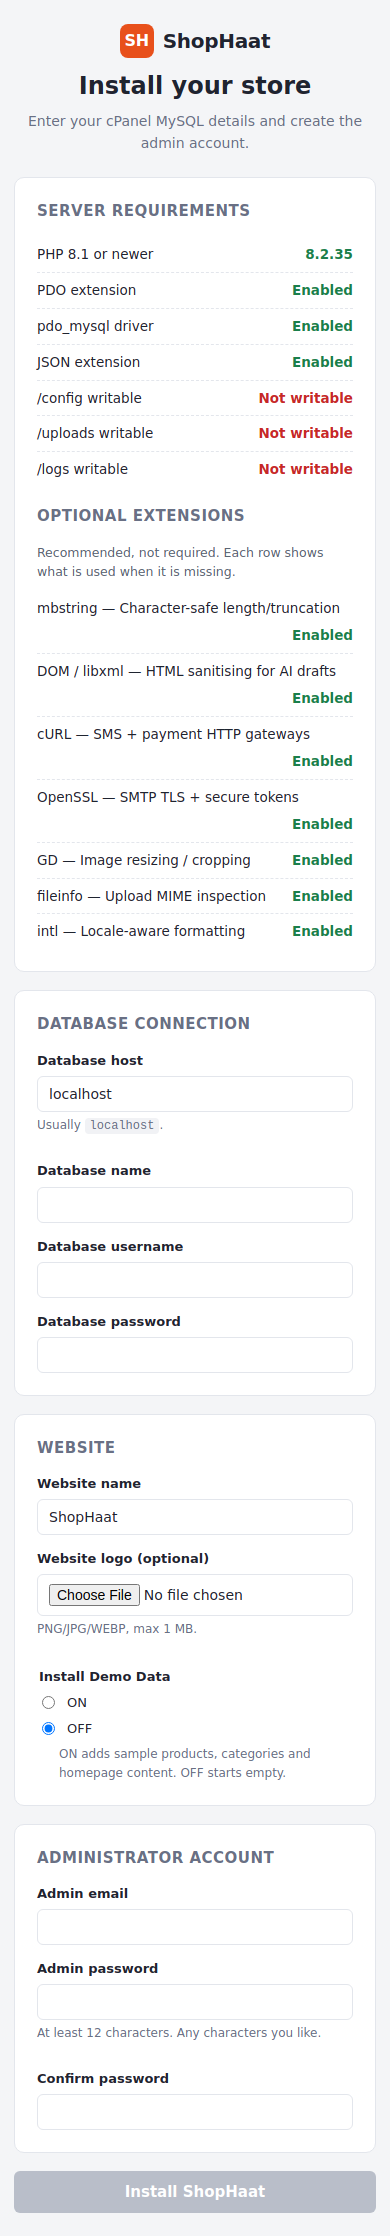 SH ShopHaat
Install your store
Enter your cPanel MySQL details and create the
admin account.
SERVER REQUIREMENTS
PHP 8.1 or newer 8.2.35
PDO extension Enabled
pdo_mysql driver Enabled
JSON extension Enabled
/config writable Not writable
/uploads writable Not writable
/logs writable Not writable
OPTIONAL EXTENSIONS
Recommended, not required. Each row shows
what is used when it is missing.
mbstring — Character-safe length/truncation
Enabled
DOM / libxml — HTML sanitising for AI drafts
Enabled
cURL — SMS + payment HTTP gateways
Enabled
OpenSSL — SMTP TLS + secure tokens
Enabled
GD — Image resizing / cropping Enabled
fileinfo — Upload MIME inspection Enabled
intl — Locale-aware formatting Enabled
DATABASE CONNECTION
Database host
localhost
Usually localhost.
Database name
Database username
Database password
WEBSITE
Website name
ShopHaat
Website logo (optional)
Choose File No file chosen
PNG/JPG/WEBP, max 1 MB.
Install Demo Data
ON
OFF
ON adds sample products, categories and
homepage content. OFF starts empty.
ADMINISTRATOR ACCOUNT
Admin email
Admin password
At least 12 characters. Any characters you like.
Confirm password
Install ShopHaat